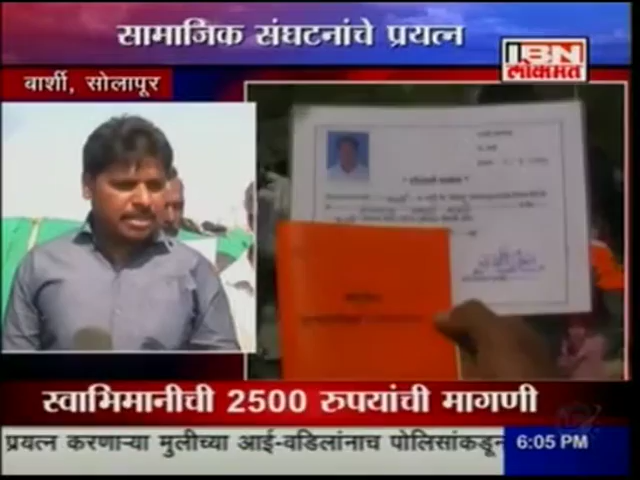 सामाजिक संघटनांचे प्रयत्न
IBN
लोकमत
बार्शी, सोलापूर
स्वाभिमानीची 2500 रुपयांची मागणी
प्रयत्न करणाऱ्या मुलीच्या आई-वडिलांनाच पोलिसांकडून
6:05 PM